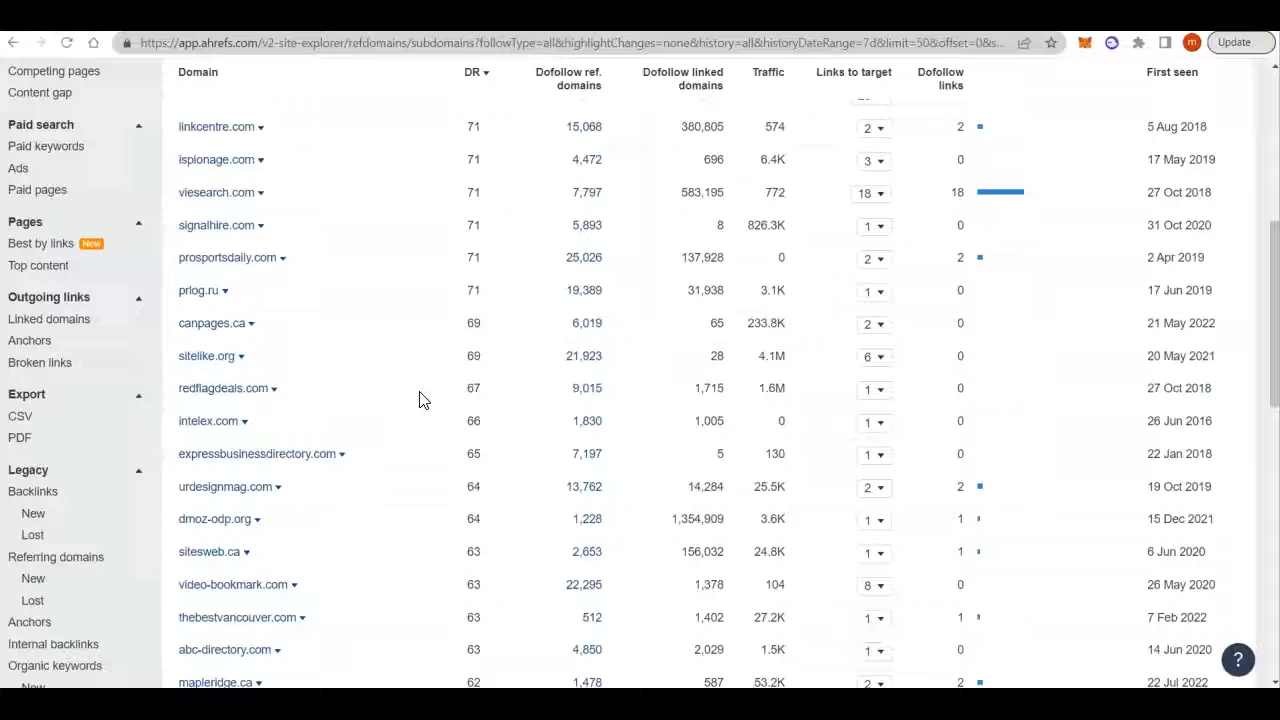 https://app.ahrefs.com/v2-site-explorer/refdomains/subdomains?followType=all&highlightChanges=none&history=all&historyDateRange=7d&limit=50&offset=0&s... m Update
Competing pages
Content gap
Paid search
Paid keywords
Ads
Paid pages
Pages
Best by links New
Top content
Outgoing links
Linked domains
Anchors
Broken links
Export
CSV
PDF
Legacy
Backlinks
New
Lost
Referring domains
New
Lost
Anchors
Internal backlinks
Organic keywords
New
Domain DR Dofollow ref. domains Dofollow linked domains Traffic Links to target Dofollow links First seen
linkcentre.com 71 15,068 380,805 574 2 2 5 Aug 2018
ispionage.com 71 4,472 696 6.4K 3 0 17 May 2019
viesearch.com 71 7,797 583,195 772 18 18 27 Oct 2018
signalhire.com 71 5,893 8 826.3K 1 0 31 Oct 2020
prosportsdaily.com 71 25,026 137,928 0 2 2 2 Apr 2019
prlog.ru 71 19,389 31,938 3.1K 1 0 17 Jun 2019
canpages.ca 69 6,019 65 233.8K 2 0 21 May 2022
sitelike.org 69 21,923 28 4.1M 6 0 20 May 2021
redflagdeals.com 67 9,015 1,715 1.6M 1 0 27 Oct 2018
intelex.com 66 1,830 1,005 0 1 0 26 Jun 2016
expressbusinessdirectory.com 65 7,197 5 130 1 0 22 Jan 2018
urdesignmag.com 64 13,762 14,284 25.5K 2 2 19 Oct 2019
dmoz-odp.org 64 1,228 1,354,909 3.6K 1 1 15 Dec 2021
sitesweb.ca 63 2,653 156,032 24.8K 1 1 6 Jun 2020
video-bookmark.com 63 22,295 1,378 104 8 0 26 May 2020
thebestvancouver.com 63 512 1,402 27.2K 1 1 7 Feb 2022
abc-directory.com 63 4,850 2,029 1.5K 1 0 14 Jun 2020
mapleridge.ca 62 1,478 587 53.2K 2 2 22 Jul 2022
?